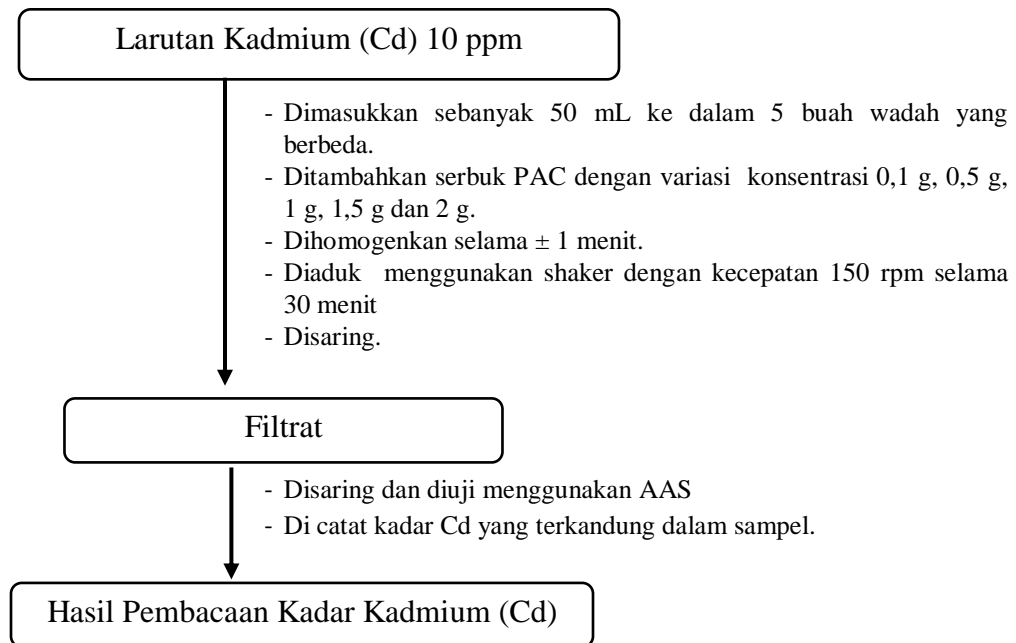 Larutan Kadmium (Cd) 10 ppm
- Dimasukkan sebanyak 50 mL ke dalam 5 buah wadah yang
berbeda.
- Ditambahkan serbuk PAC dengan variasi konsentrasi 0,1 g, 0,5 g,
1 g, 1,5 g dan 2 g.
- Dihomogenkan selama ± 1 menit.
- Diaduk menggunakan shaker dengan kecepatan 150 rpm selama
30 menit
- Disaring.
Filtrat
- Disaring dan diuji menggunakan AAS
- Di catat kadar Cd yang terkandung dalam sampel.
Hasil Pembacaan Kadar Kadmium (Cd)